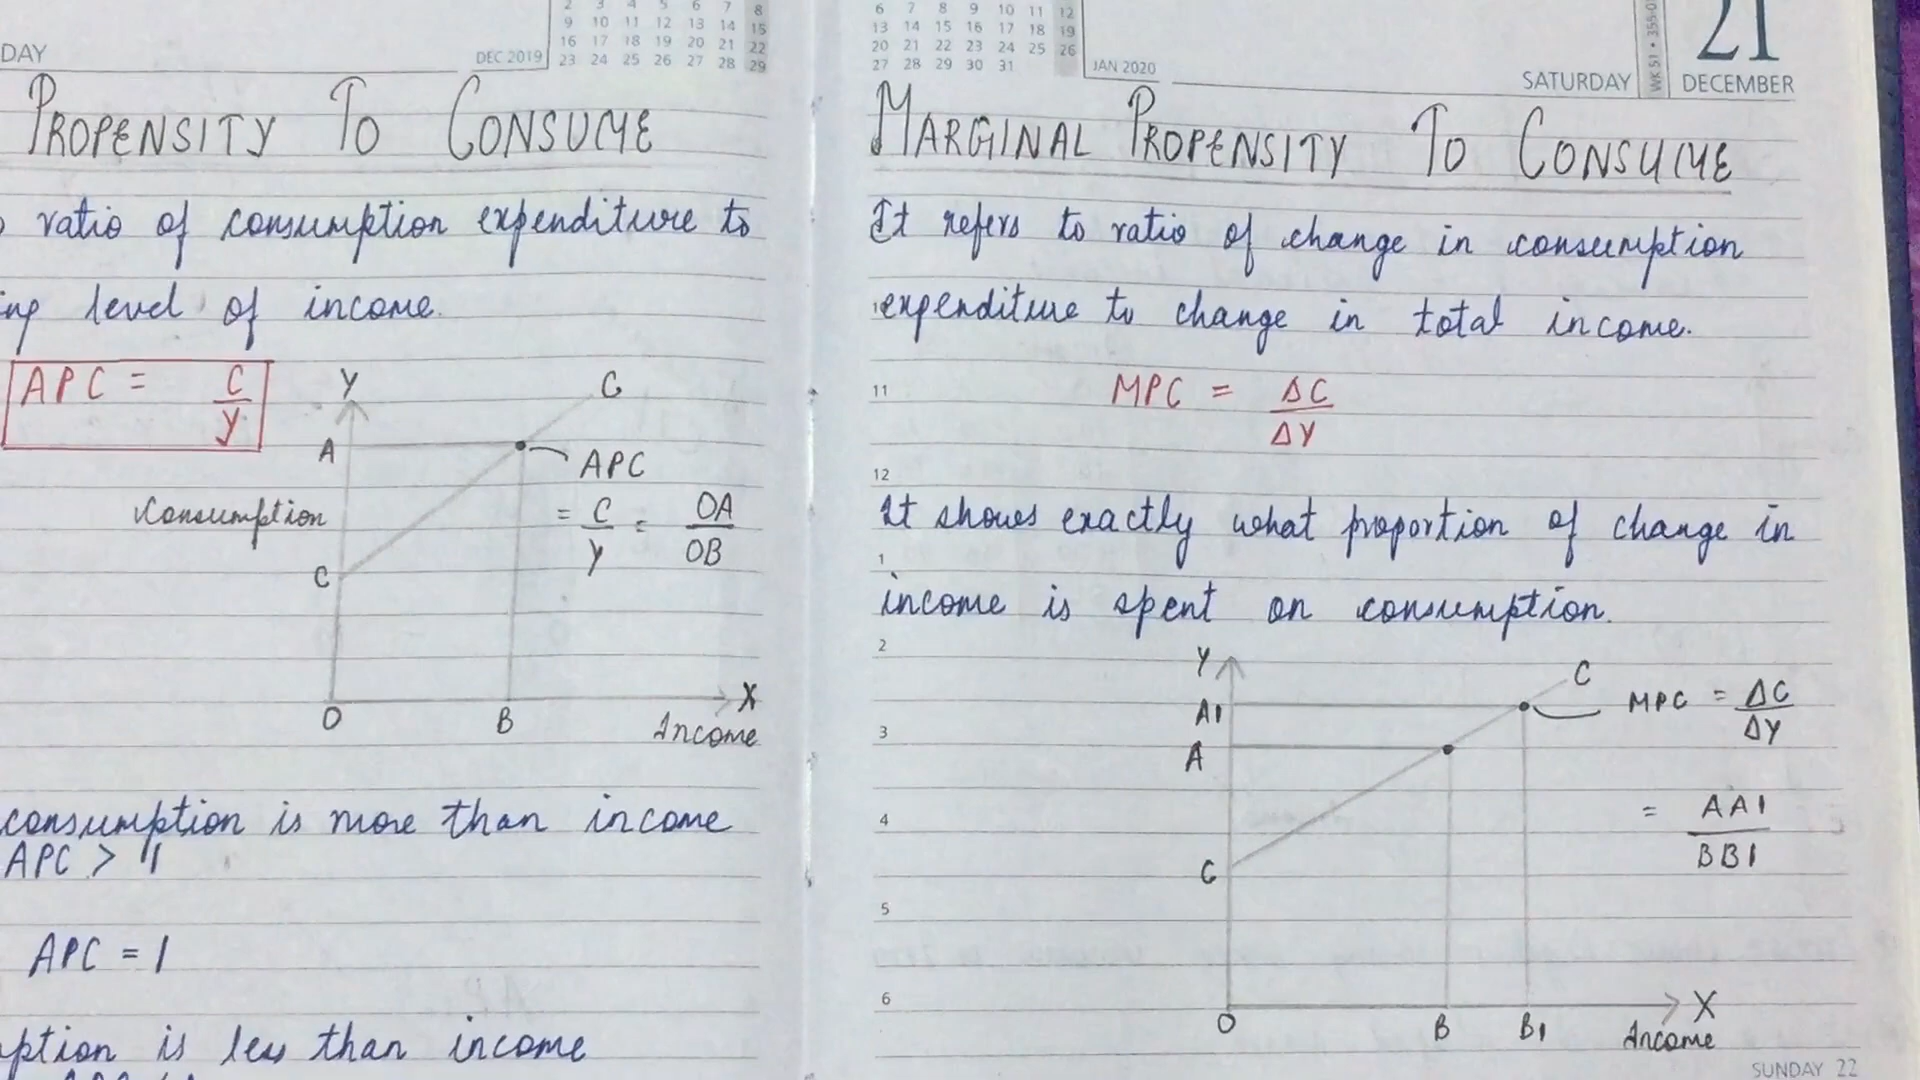 DAY
DEC 2019
2 3 4 5 6 7 8
9 10 11 12 13 14 15
16 17 18 19 20 21 22
23 24 25 26 27 28 29
PROPENSITY TO CONSUME
ratio of consumption expenditure to
level of income.
APC = C/Y
Y
C
A
APC
Consumption
= C/Y = OA/OB
C
O
B
X
Income
consumption is more than income
APC > 1
APC = 1
is less than income
6 7 8 9 10 11 12
13 14 15 16 17 18 19
20 21 22 23 24 25 26
27 28 29 30 31
JAN 2020
SATURDAY
WK 51 • 355-0
21
DECEMBER
MARGINAL PROPENSITY TO CONSUME
It refers to ratio of change in consumption
expenditure to change in total income.
11
MPC = ΔC/ΔY
12
It shows exactly what proportion of change in
1
income is spent on consumption.
2
Y
C
A1
MPC = ΔC/ΔY
3
A
4
= AA1/BB1
C
5
6
O
B
B1
X
Income
SUNDAY 22